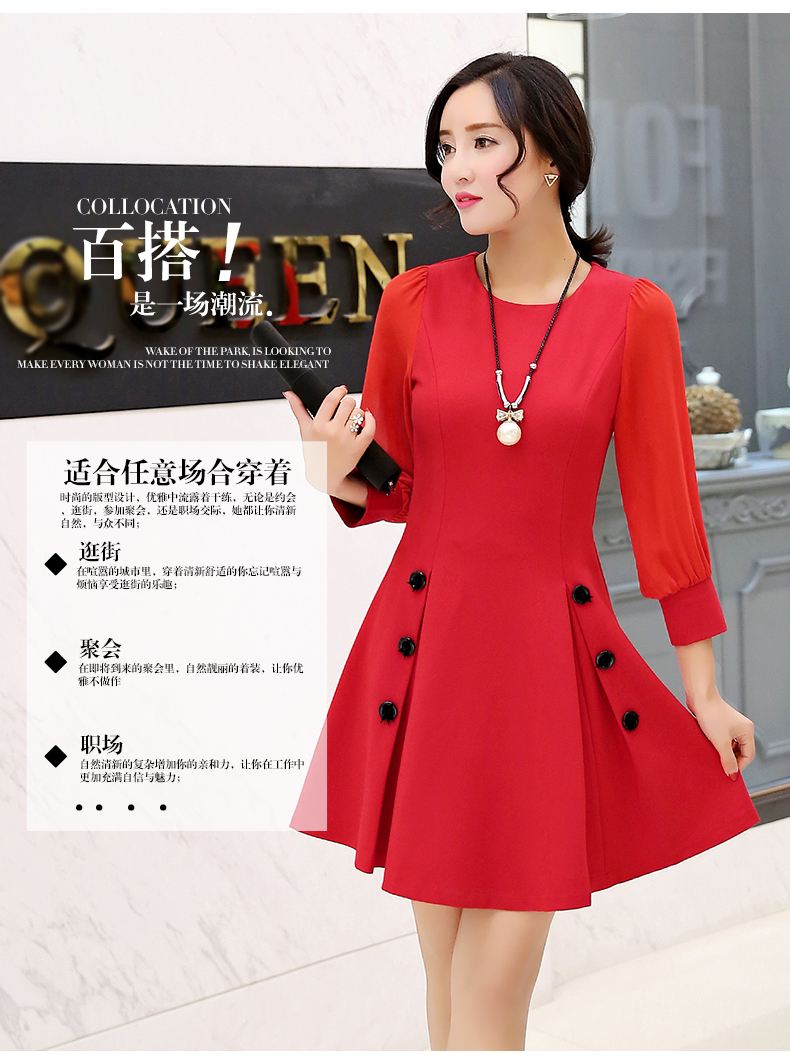 COLLOCATION
百搭！
QUEEN
是一场潮流.
WAKE OF THE PARK, IS LOOKING TO
MAKE EVERY WOMAN IS NOT THE TIME TO SHAKE ELEGANT
适合任意场合穿着
时尚的版型设计，优雅中流露着干练，无论是约会
，逛街，参加聚会，还是职场交际，她都让你清新
自然，与众不同；
逛街
在喧嚣的城市里，穿着清新舒适的你忘记喧嚣与
烦恼享受逛街的乐趣；
聚会
在即将到来的聚会里，自然靓丽的着装，让你优
雅不做作
职场
自然清新的复杂增加你的亲和力，让你在工作中
更加充满自信与魅力；